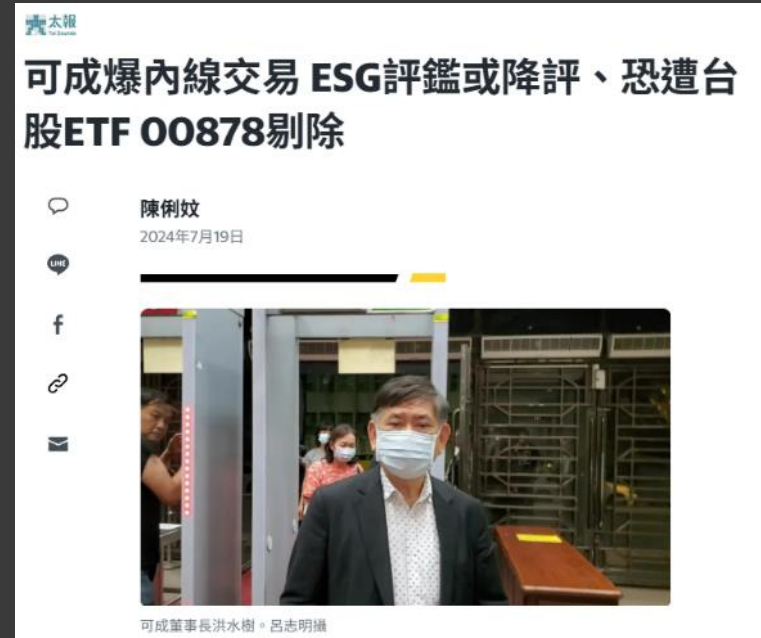 太報
可成爆內線交易 ESG評鑑或降評、恐遭台
股ETF 00878剔除
陳俐妏
2024年7月19日
LINE
可成董事長洪水樹。呂志明攝